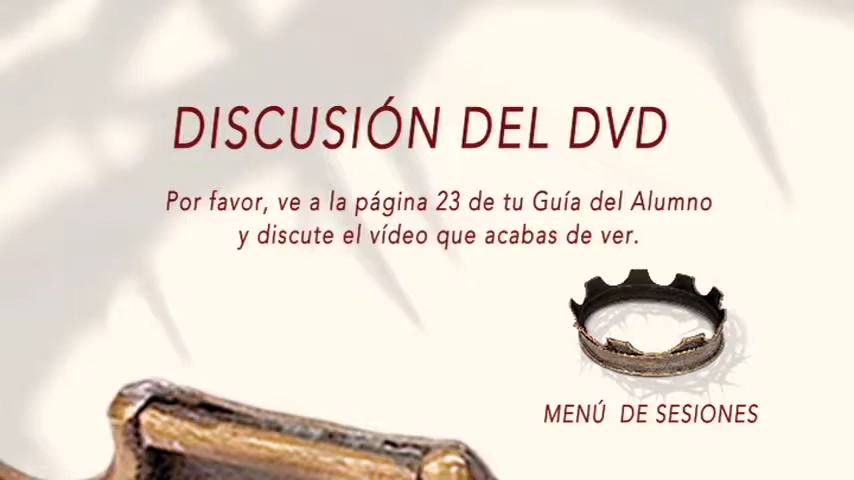 DISCUSIÓN DEL DVD
Por favor, ve a la página 23 de tu Guía del Alumno
y discute el vídeo que acabas de ver.
MENÚ DE SESIONES